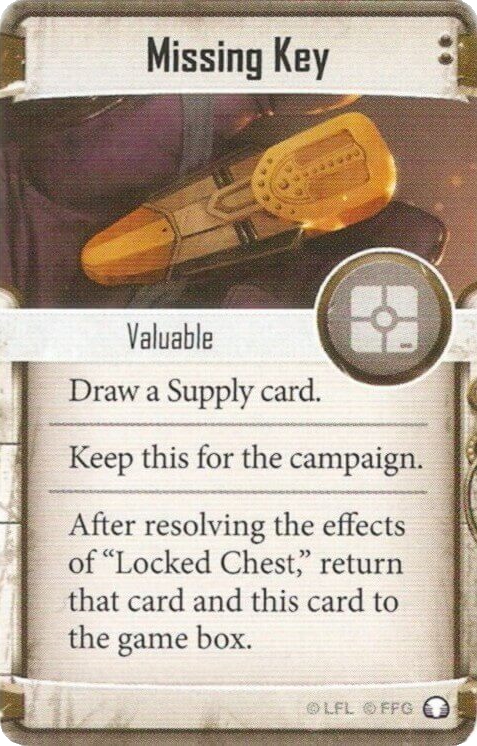 Missing Key
Valuable
Draw a Supply card.
Keep this for the campaign.
After resolving the effects
of “Locked Chest,” return
that card and this card to
the game box.
© LFL © FFG